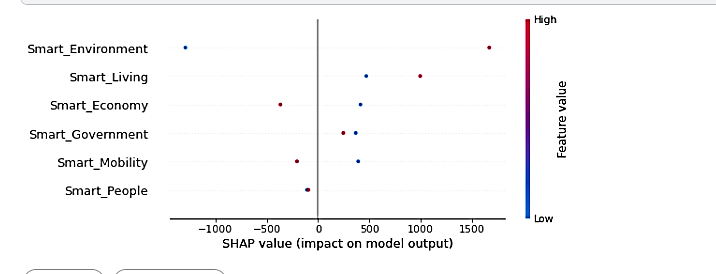 High
Smart_Environment
Smart_Living
Smart_Economy
Smart_Government
Smart_Mobility
Smart_People
Feature value
Low
−1000 −500 0 500 1000 1500
SHAP value (impact on model output)